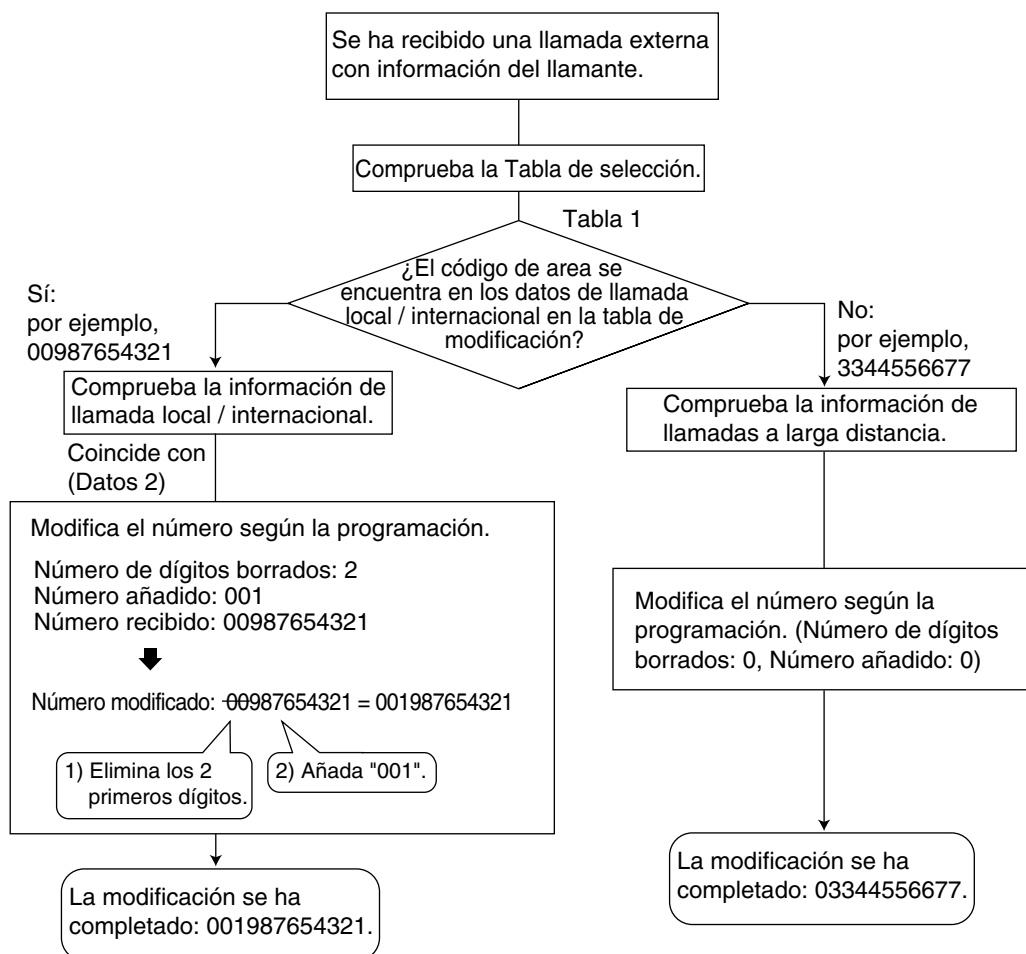 Se ha recibido una llamada externa
con información del llamante.
Comprueba la Tabla de selección.
Tabla 1
¿El código de area se
encuentra en los datos de llamada
local / internacional en la tabla de
modificación?
Sí:
por ejemplo,
00987654321
Comprueba la información de
llamada local / internacional.
Coincide con
(Datos 2)
Modifica el número según la programación.
Número de dígitos borrados: 2
Número añadido: 001
Número recibido: 00987654321
Número modificado: 00987654321 = 001987654321
1) Elimina los 2
primeros dígitos.
2) Añada "001".
La modificación se ha
completado: 001987654321.
No:
por ejemplo,
3344556677
Comprueba la información de
llamadas a larga distancia.
Modifica el número según la
programación. (Número de dígitos
borrados: 0, Número añadido: 0)
La modificación se ha
completado: 03344556677.